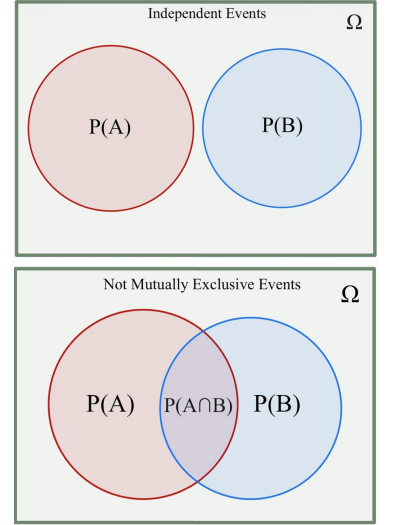 Independent Events
Ω
P(A)
P(B)
Not Mutually Exclusive Events
Ω
P(A)
P(A∩B)
P(B)